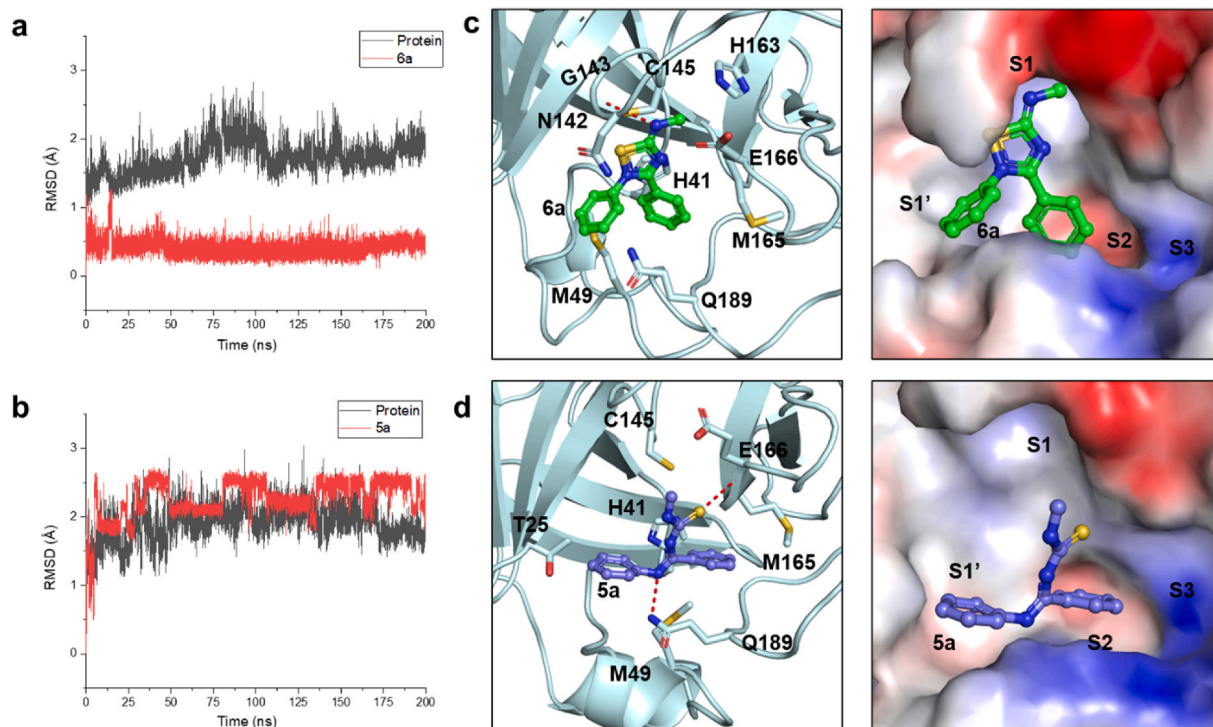 a
Protein
6a
3
2
1
0
RMSD (Å)
0 25 50 75 100 125 150 175 200
Time (ns)
c
G143
C145
H163
N142
E166
H41
6a
M165
M49
Q189
S1
S1'
6a
S2
S3
b
Protein
5a
3
2
1
0
RMSD (Å)
0 25 50 75 100 125 150 175 200
Time (ns)
d
C145
E166
H41
T25
M165
5a
Q189
M49
S1
S1'
S3
5a
S2